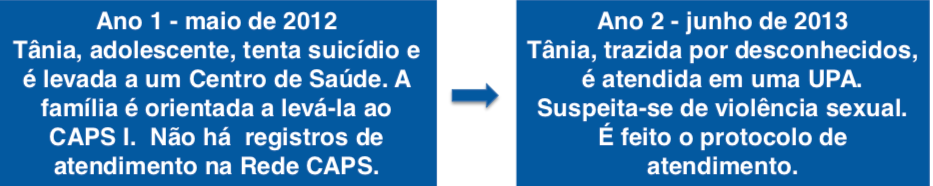 Ano 1 - maio de 2012
Tânia, adolescente, tenta suicídio e
é levada a um Centro de Saúde. A
família é orientada a levá-la ao
CAPS I.  Não há  registros de
atendimento na Rede CAPS.
Ano 2 - junho de 2013
Tânia, trazida por desconhecidos,
é atendida em uma UPA.
Suspeita-se de violência sexual.
É feito o protocolo de
atendimento.